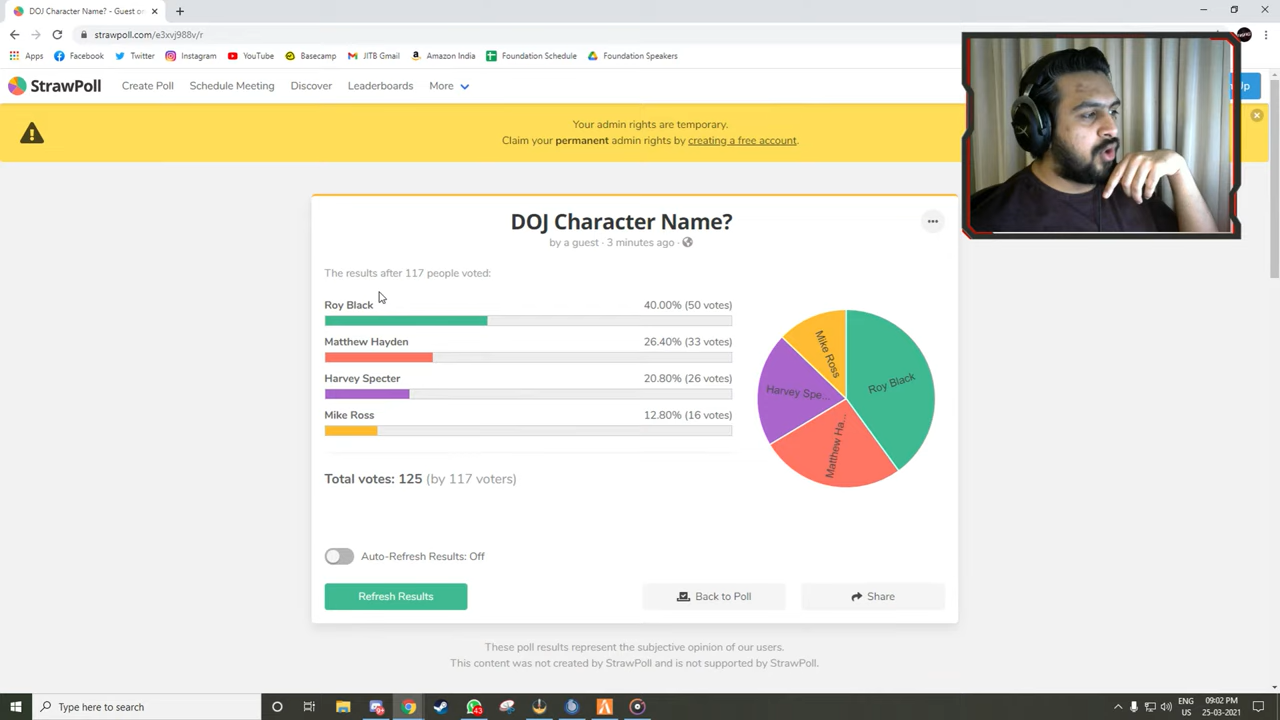 DOJ Character Name? - Guest o
strawpoll.com/e3xvj988v/r
Apps Facebook Twitter Instagram YouTube Basecamp JITB Gmail Amazon India Foundation Schedule Foundation Speakers
StrawPoll Create Poll Schedule Meeting Discover Leaderboards More Up
Your admin rights are temporary.
Claim your permanent admin rights by creating a free account.
DOJ Character Name?
by a guest · 3 minutes ago ·
The results after 117 people voted:
Roy Black 40.00% (50 votes)
Matthew Hayden 26.40% (33 votes)
Harvey Specter 20.80% (26 votes)
Mike Ross 12.80% (16 votes)
Mike Ross
Roy Black
Harvey Spe...
Matthew Ha...
Total votes: 125 (by 117 voters)
Auto-Refresh Results: Off
Refresh Results Back to Poll Share
These poll results represent the subjective opinion of our users.
This content was not created by StrawPoll and is not supported by StrawPoll.
Type here to search 43 ENG 09:02 PM
US 25-03-2021